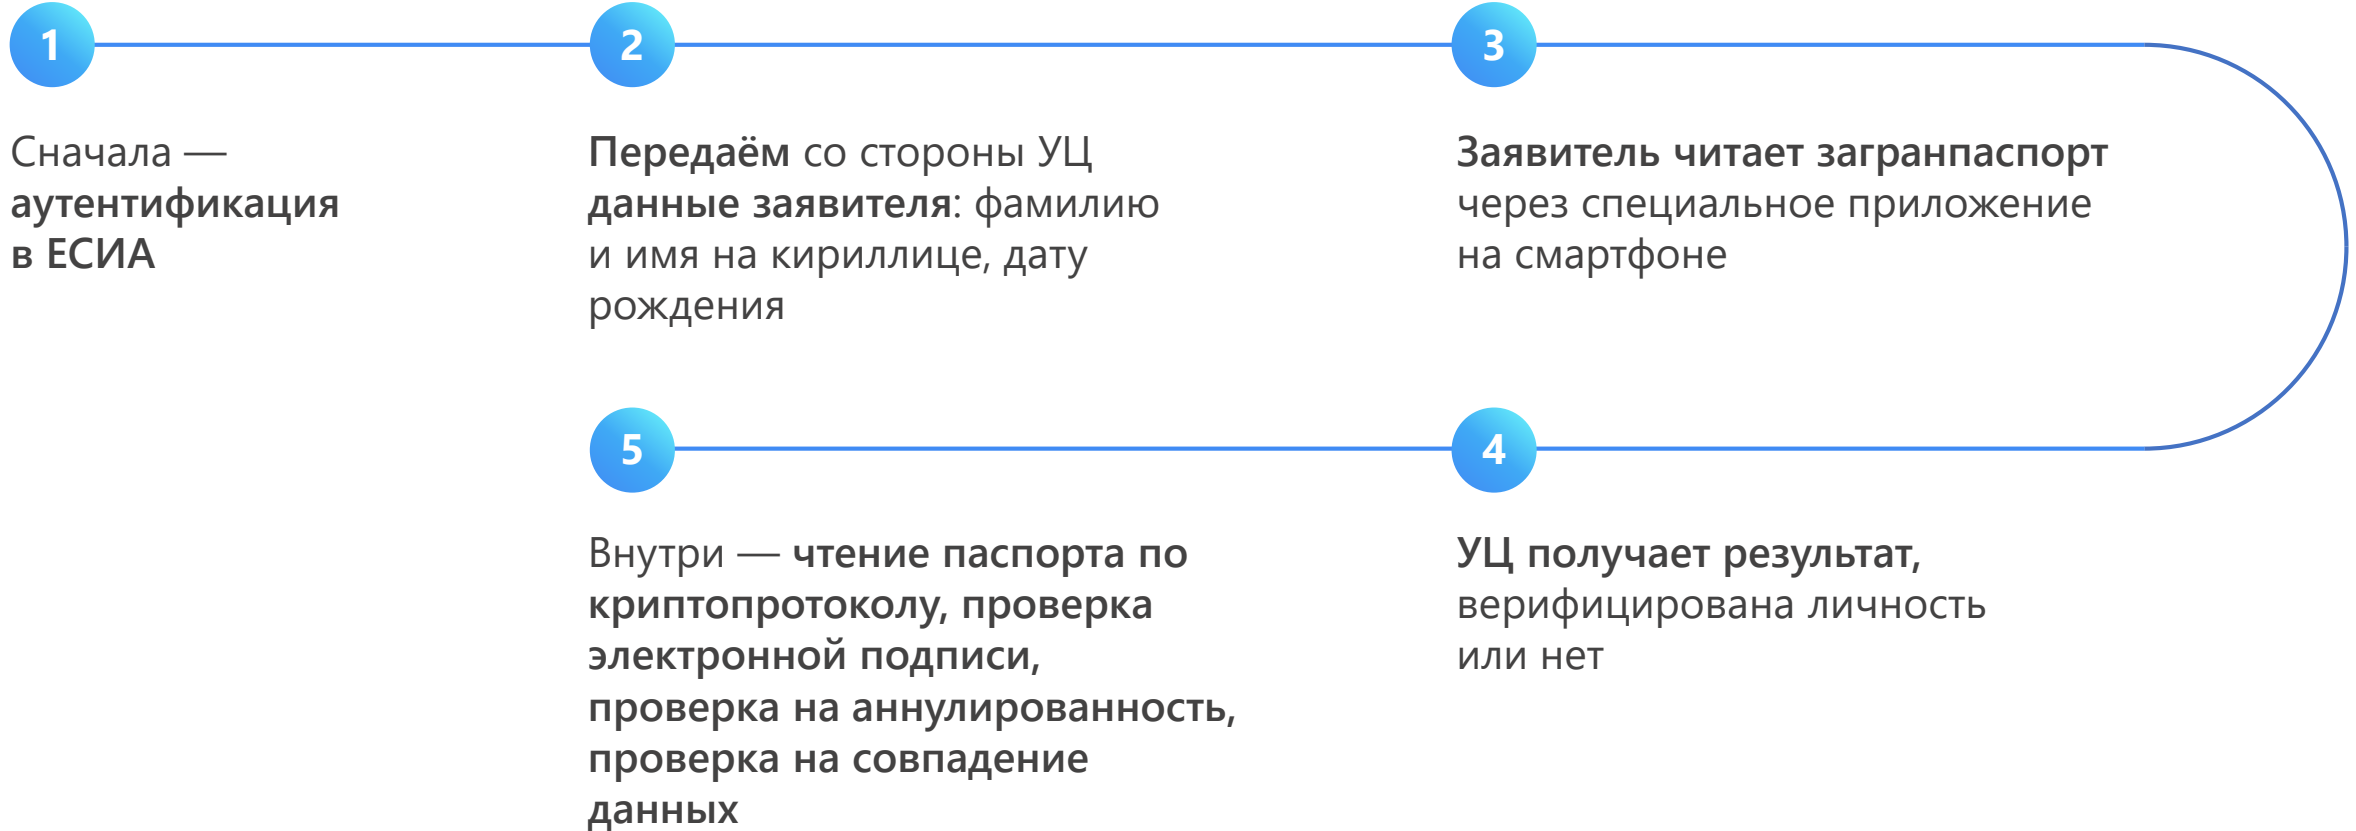 1
Сначала —
аутентификация
в ЕСИА
2
Передаём со стороны УЦ
данные заявителя: фамилию
и имя на кириллице, дату
рождения
3
Заявитель читает загранпаспорт
через специальное приложение
на смартфоне
4
УЦ получает результат,
верифицирована личность
или нет
5
Внутри — чтение паспорта по
криптопротоколу, проверка
электронной подписи,
проверка на аннулированность,
проверка на совпадение
данных